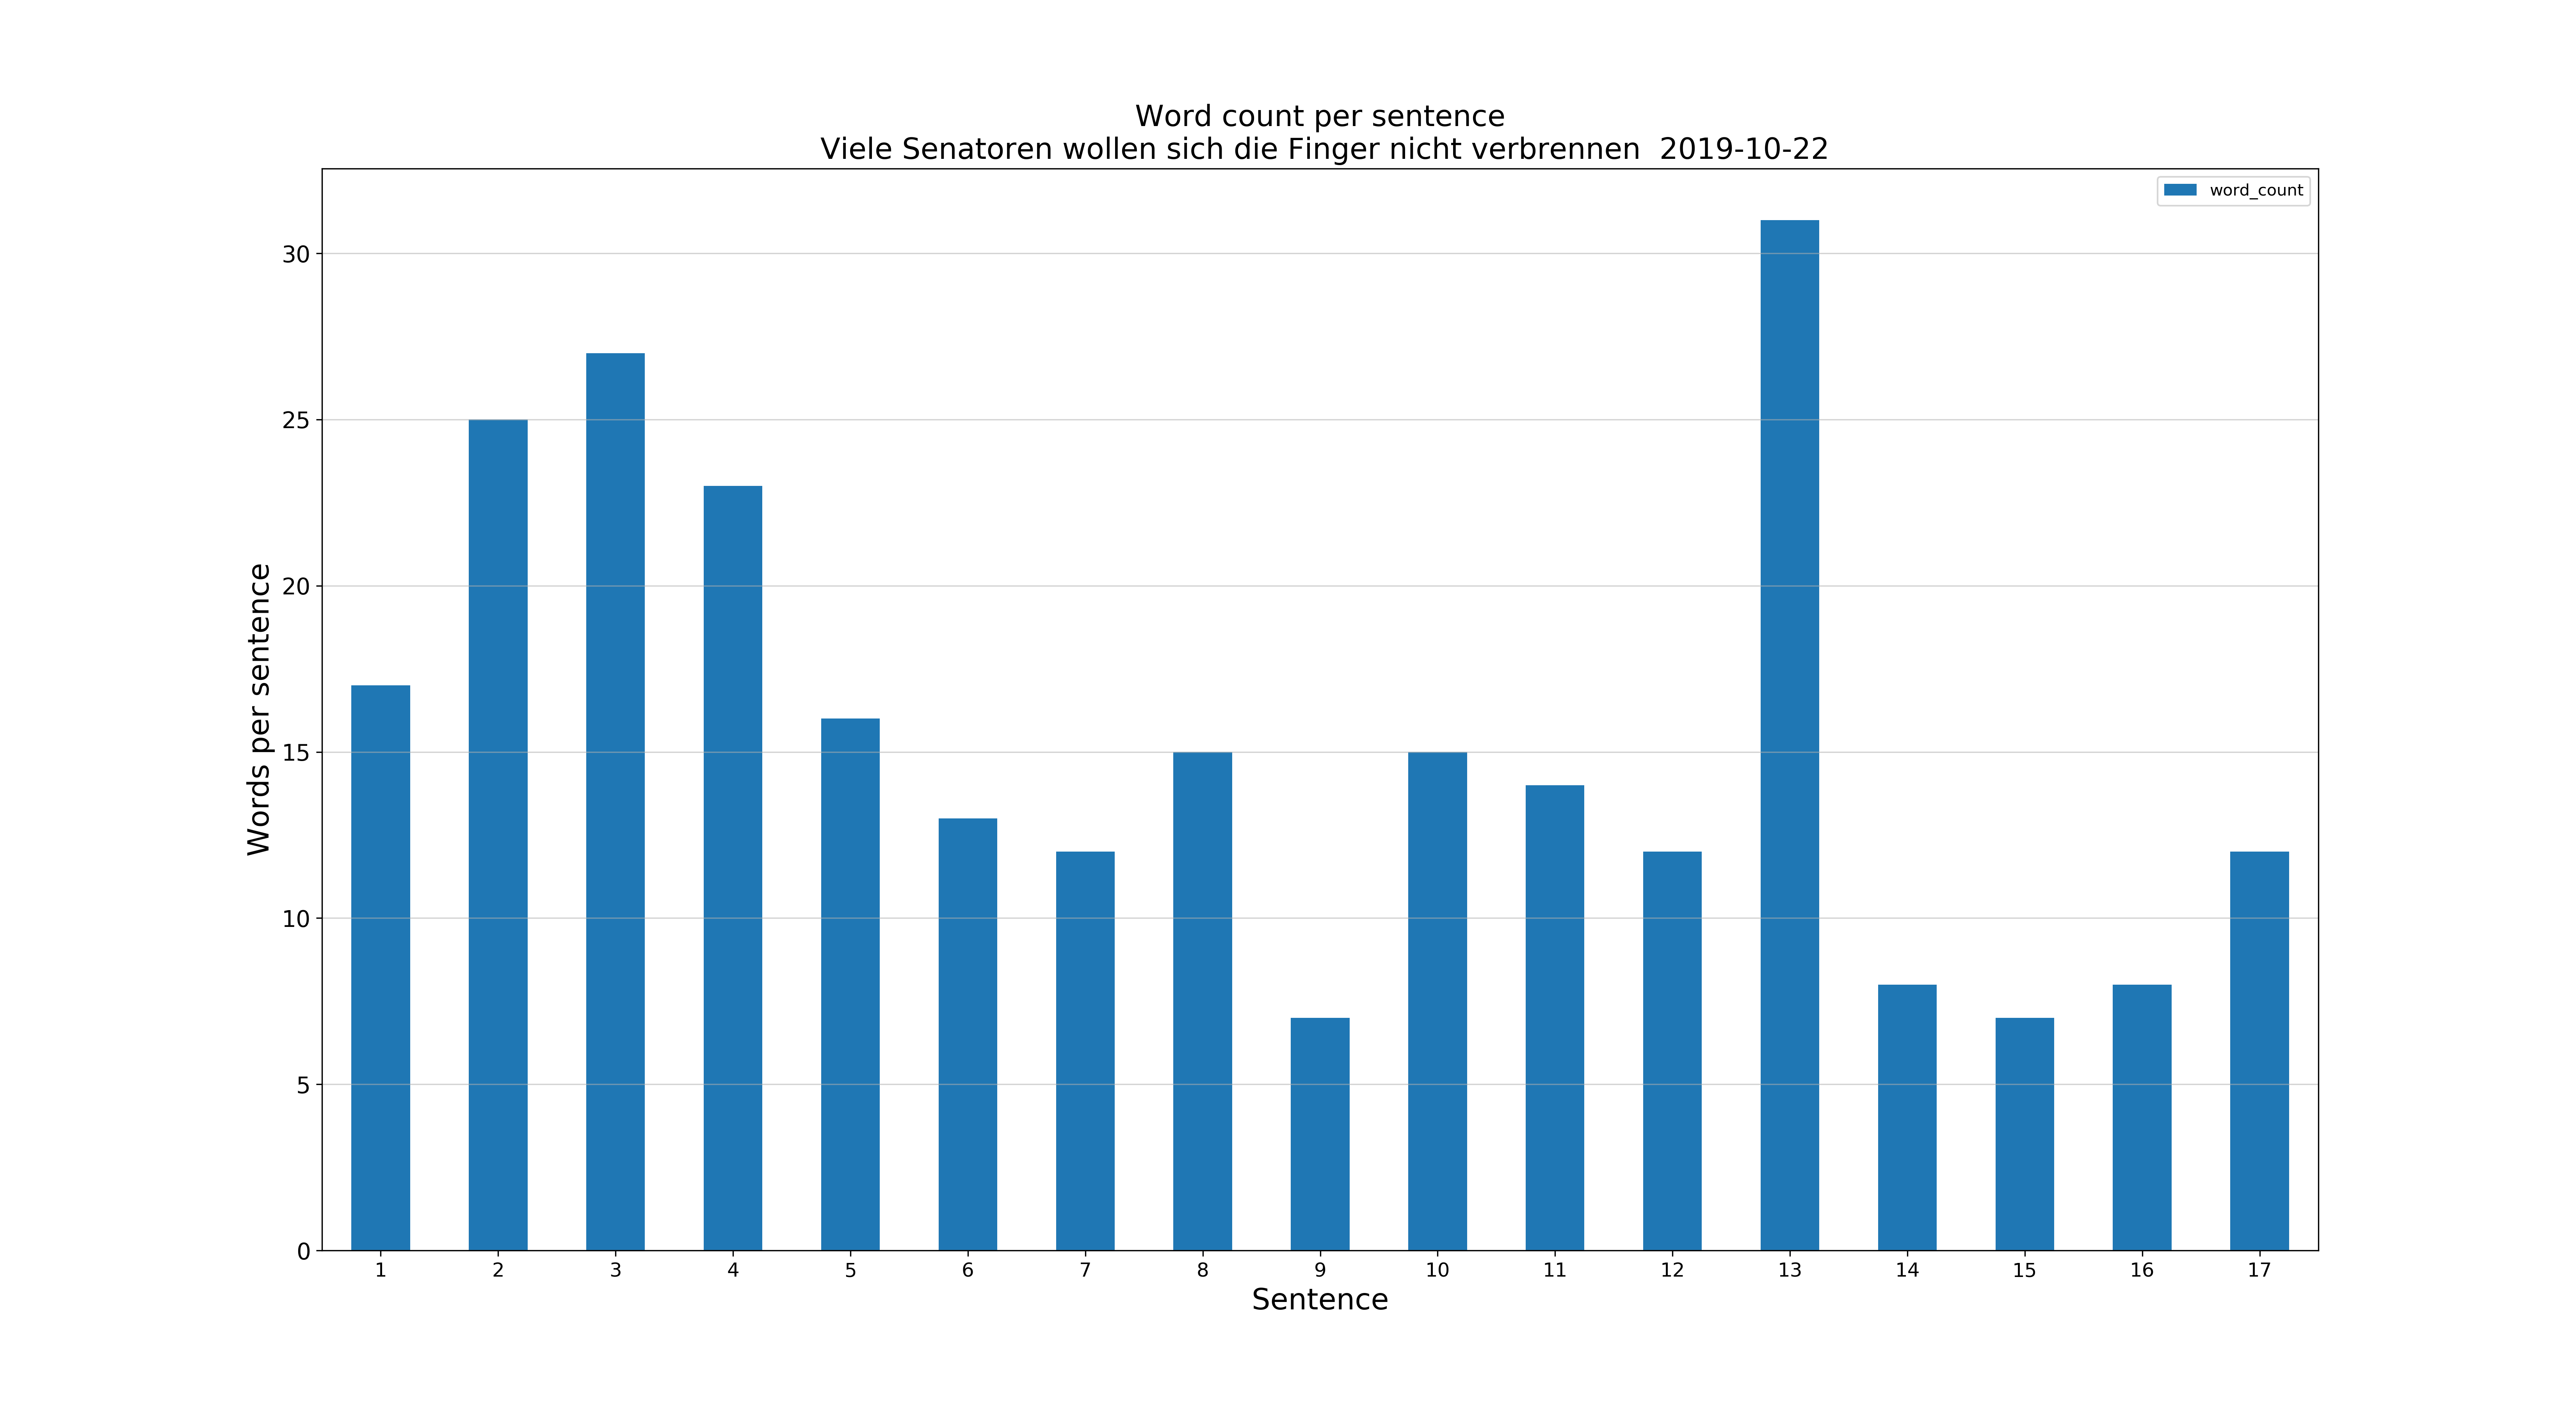 Word count per sentence
Viele Senatoren wollen sich die Finger nicht verbrennen  2019-10-22
word_count
30
25
20
15
10
5
0
Words per sentence
1 2 3 4 5 6 7 8 9 10 11 12 13 14 15 16 17
Sentence